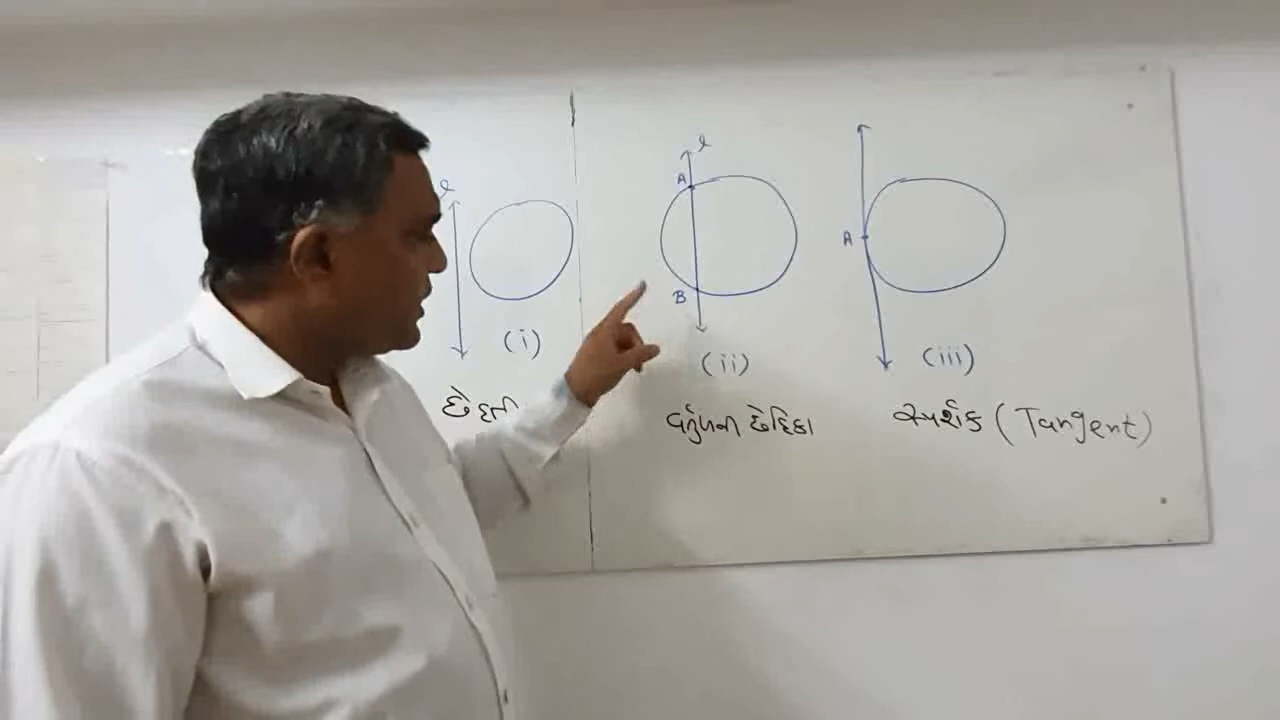 l
(i)
l
A
B
(ii)
વર્તુળની છેદિકા
A
(iii)
સ્પર્શક (Tangent)